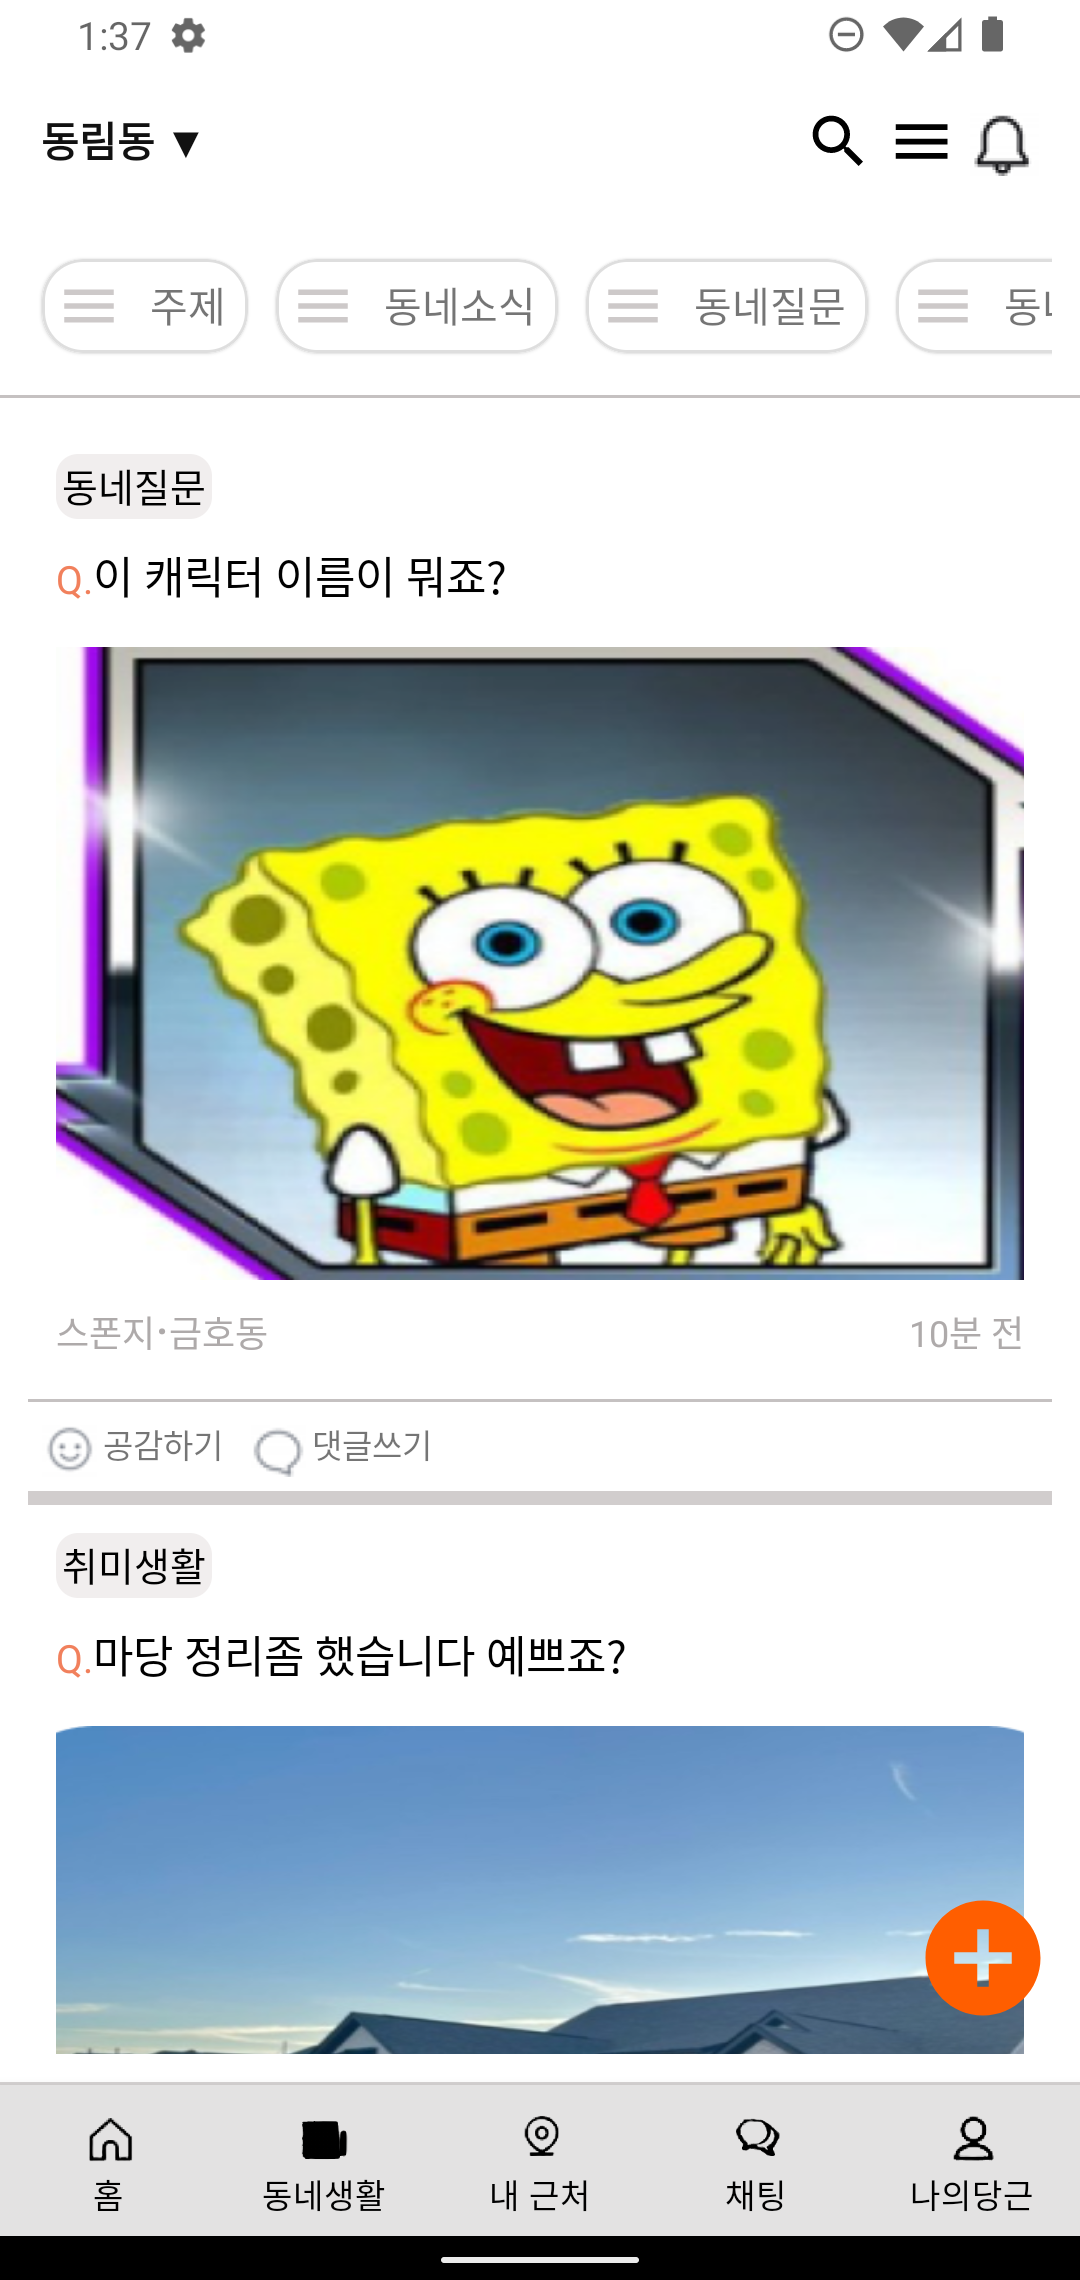 1:37
동림동 ▼
주제 동네소식 동네질문
동네질문
Q.이 캐릭터 이름이 뭐죠?
스폰지·금호동 10분 전
공감하기 댓글쓰기
취미생활
Q.마당 정리좀 했습니다 예쁘죠?
홈 동네생활 내 근처 채팅 나의당근